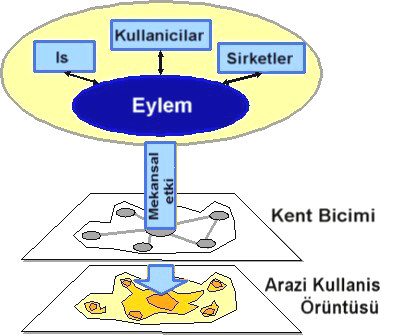 Kullanicilar
Is
Sirketler
Eylem
Mekansal
etki
Kent Bicimi
Arazi Kullanis
Örüntüsü